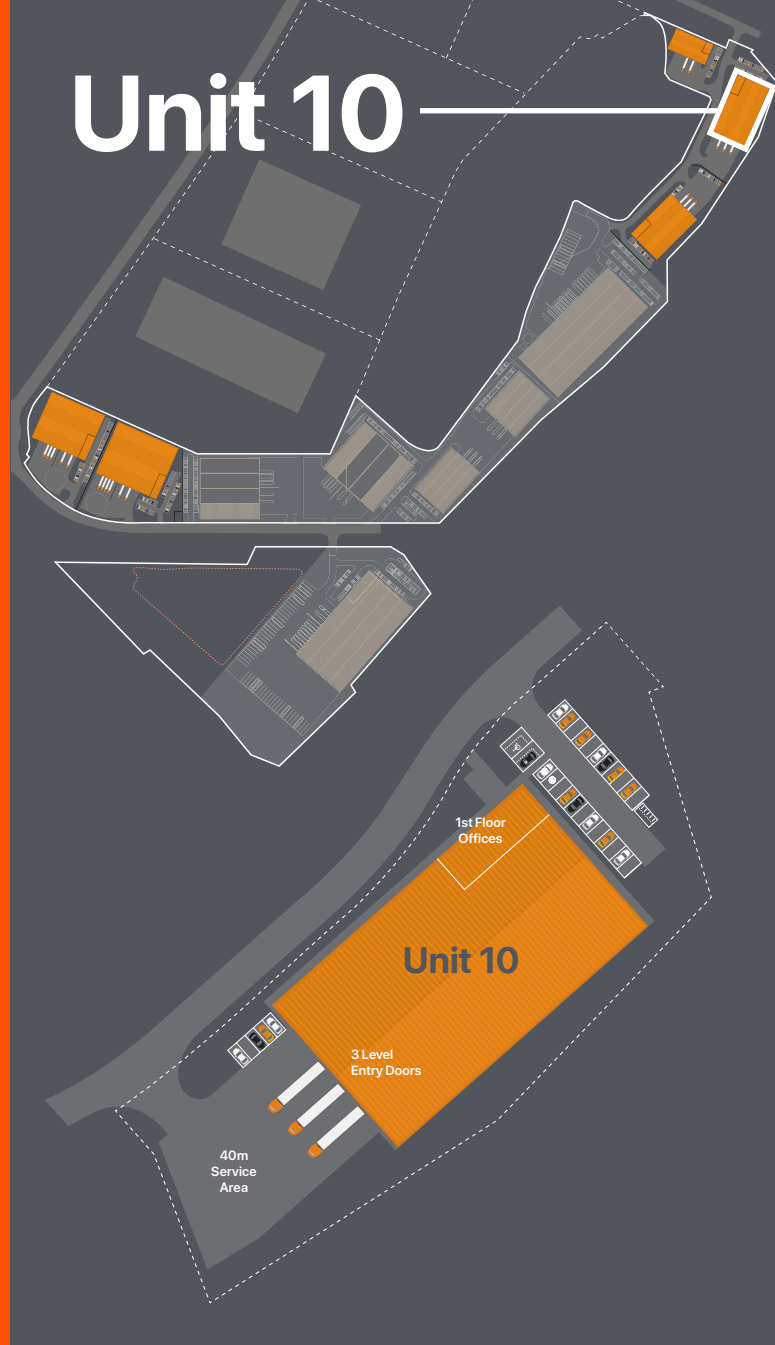 Unit 10
1st Floor
Offices
Unit 10
3 Level
Entry Doors
40m
Service
Area